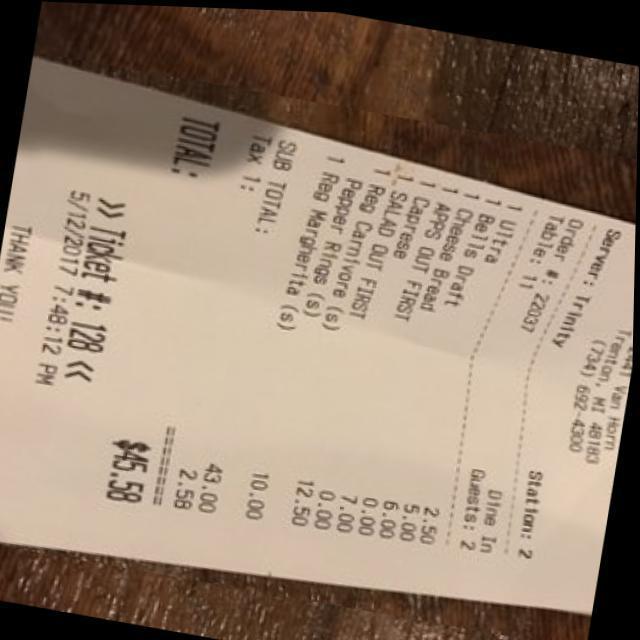 Van Horn
Trenton, MI 48183
(734) 692-4300
Server: Trinity Station: 2
Order #: 2207 Dine In
Table: 11 Guests: 2
1 Ultra 2.50
1 Bells Draft 5.00
1 Cheese Bread 6.00
1 APPS OUT FIRST 0.00
1 Caprese 7.00
1 SALAD OUT FIRST 0.00
1 Reg Carnivore (s) 12.50
Pepper Rings (s)
1 Reg Margherita (s) 10.00
SUB TOTAL: 43.00
Tax 1: 2.58
========
TOTAL: $45.58
>> Ticket #: 128 <<
5/12/2017 7:48:12 PM
THANK YOU